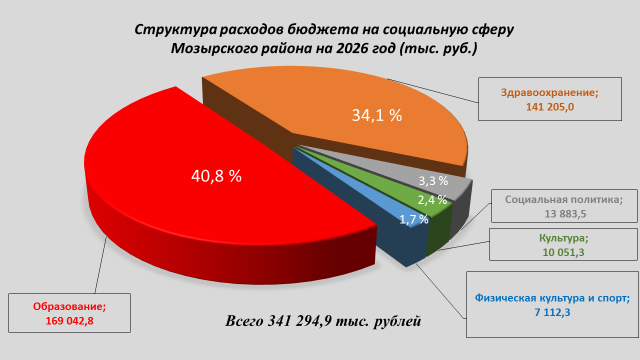 Структура расходов бюджета на социальную сферу
Мозырского района на 2026 год (тыс. руб.)
Здравоохранение;
141 205,0
34,1 %
40,8 %
3,3 %
2,4 %
1,7 %
Социальная политика;
13 883,5
Культура;
10 051,3
Физическая культура и спорт;
7 112,3
Образование;
169 042,8
Всего 341 294,9 тыс. рублей